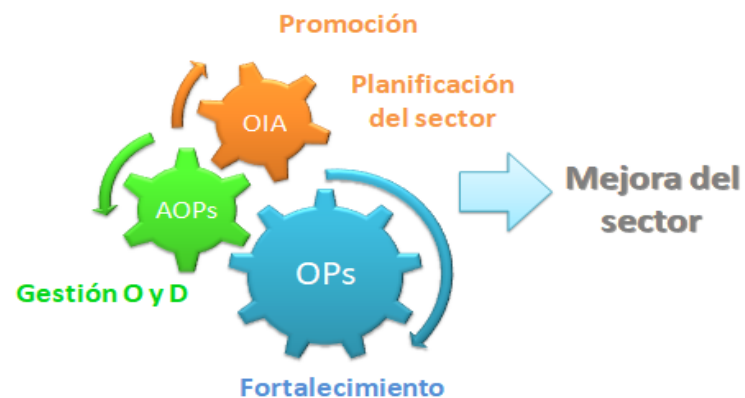 Promoción
Planificación
del sector
OIA
AOPs
Mejora del
sector
OPs
Gestión O y D
Fortalecimiento